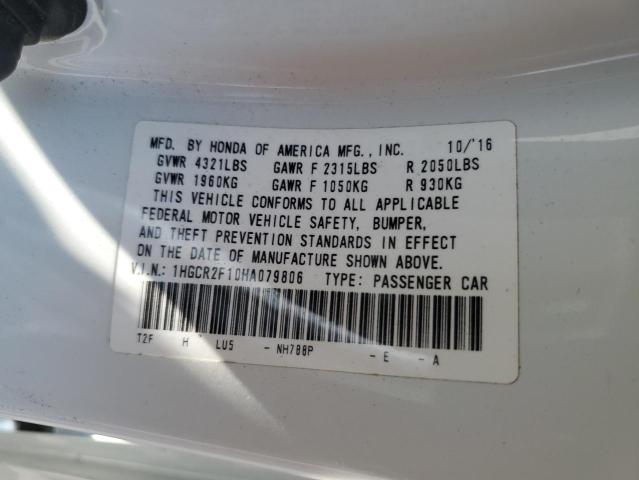 MFD. BY HONDA OF AMERICA MFG., INC. 10/'16
GVWR 4321LBS GAWR F 2315LBS R 2050LBS
GVWR 1960KG GAWR F 1050KG R 930KG
THIS VEHICLE CONFORMS TO ALL APPLICABLE
FEDERAL MOTOR VEHICLE SAFETY, BUMPER,
AND THEFT PREVENTION STANDARDS IN EFFECT
ON THE DATE OF MANUFACTURE SHOWN ABOVE.
V.I.N.: 1HGCR2F10HA079806 TYPE: PASSENGER CAR
T2F H LU5 - NH788P - E - A